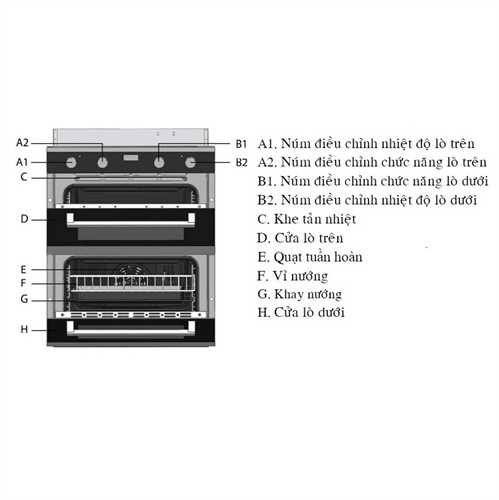 A2
A1
C
D
E
F
G
H
B1
B2
A1. Núm điều chỉnh nhiệt độ lò trên
A2. Núm điều chỉnh chức năng lò trên
B1. Núm điều chỉnh chức năng lò dưới
B2. Núm điều chỉnh nhiệt độ lò dưới
C. Khe tản nhiệt
D. Cửa lò trên
E. Quạt tuần hoàn
F. Vỉ nướng
G. Khay nướng
H. Cửa lò dưới